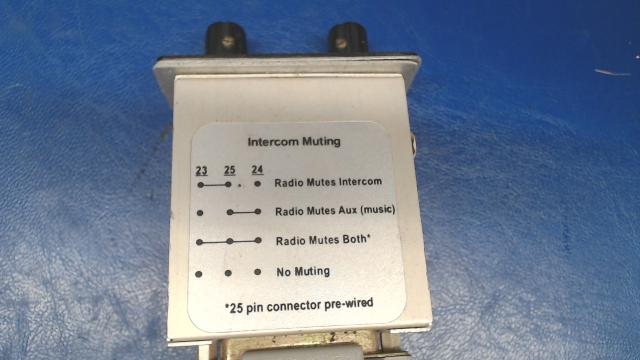 Intercom Muting
23 25 24
Radio Mutes Intercom
Radio Mutes Aux (music)
Radio Mutes Both*
No Muting
*25 pin connector pre-wired